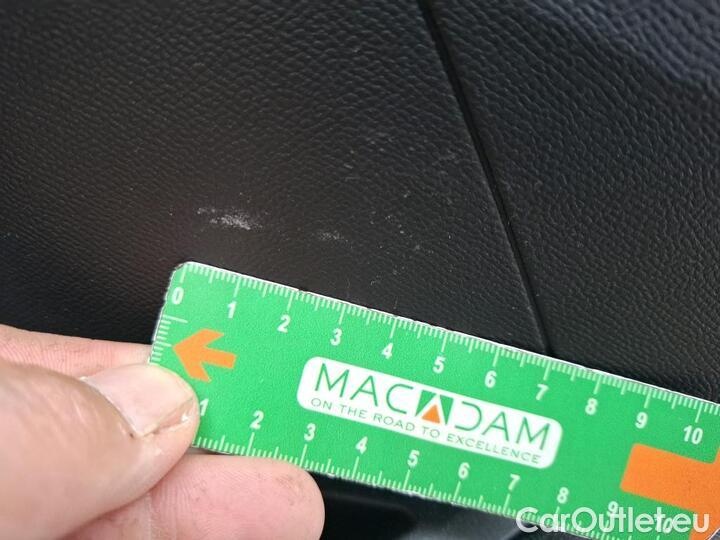 0 1 2 3 4 5 6 7 8 9 10
MACADAM
ON THE ROAD TO EXCELLENCE
1 2 3 4 5 6 7 8 9 10
CarOutlet.eu